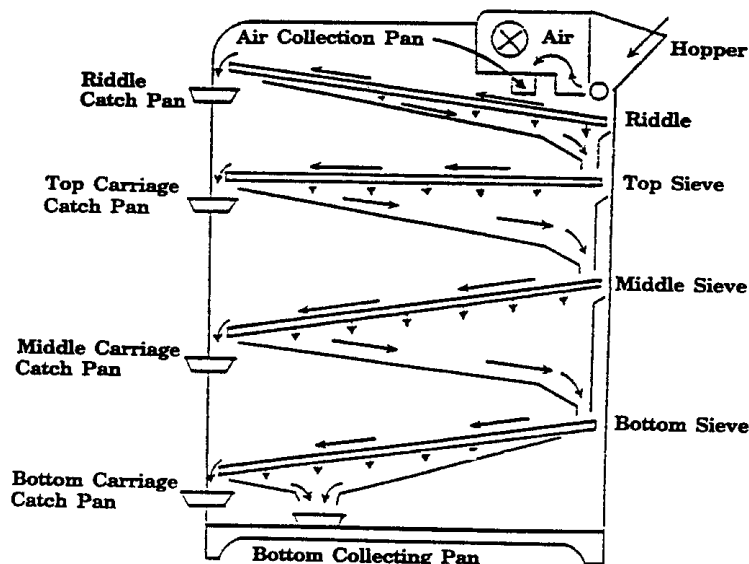 Air Collection Pan
Air
Hopper
Riddle
Catch Pan
Riddle
Top Carriage
Catch Pan
Top Sieve
Middle Sieve
Middle Carriage
Catch Pan
Bottom Sieve
Bottom Carriage
Catch Pan
Bottom Collecting Pan